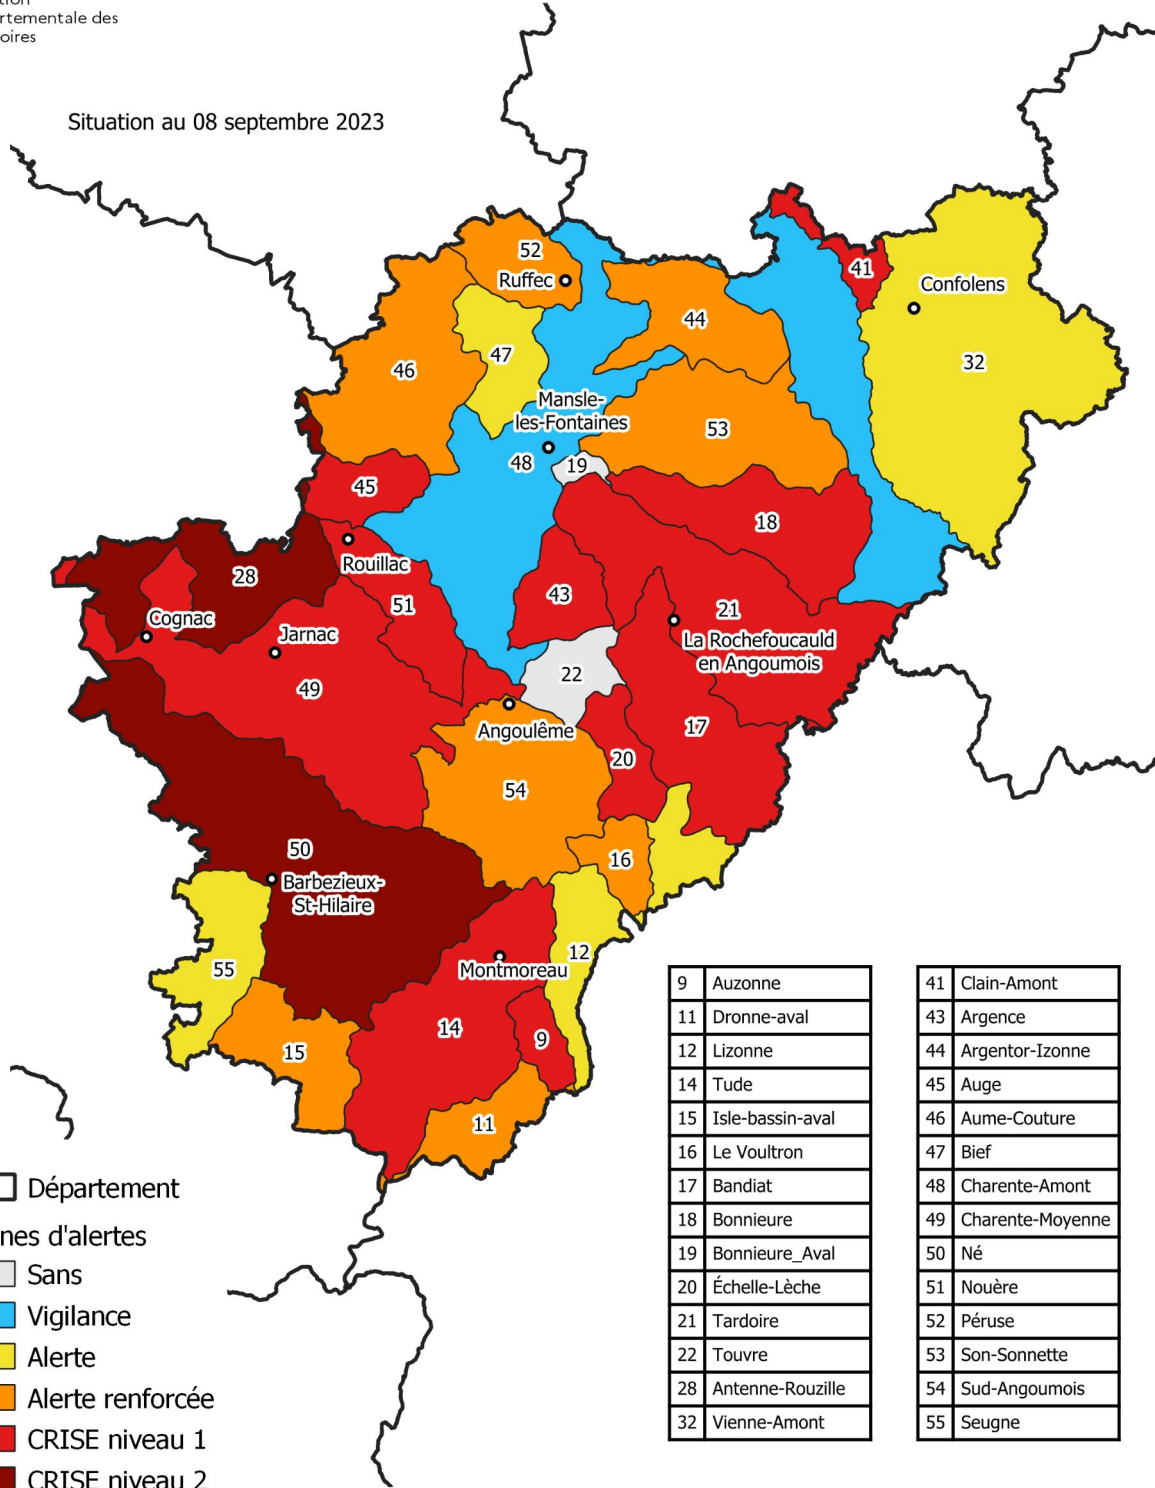 rtementale des
oires
Situation au 08 septembre 2023
52
Ruffec
41
Confolens
44
47
46
32
Mansle-
les-Fontaines
53
48
19
45
18
Rouillac
28
43
51
21
Cognac
Jarnac
La Rochefoucauld
en Angoumois
22
49
17
Angoulême
20
54
50
16
Barbezieux-
St-Hilaire
12
55
Montmoreau
14
9
15
11
9 Auzonne
11 Dronne-aval
12 Lizonne
14 Tude
15 Isle-bassin-aval
16 Le Voultron
17 Bandiat
18 Bonnieure
19 Bonnieure_Aval
20 Échelle-Lèche
21 Tardoire
22 Touvre
28 Antenne-Rouzille
32 Vienne-Amont
41 Clain-Amont
43 Argence
44 Argentor-Izonne
45 Auge
46 Aume-Couture
47 Bief
48 Charente-Amont
49 Charente-Moyenne
50 Né
51 Nouère
52 Péruse
53 Son-Sonnette
54 Sud-Angoumois
55 Seugne
Département
nes d'alertes
Sans
Vigilance
Alerte
Alerte renforcée
CRISE niveau 1
CRISE niveau 2